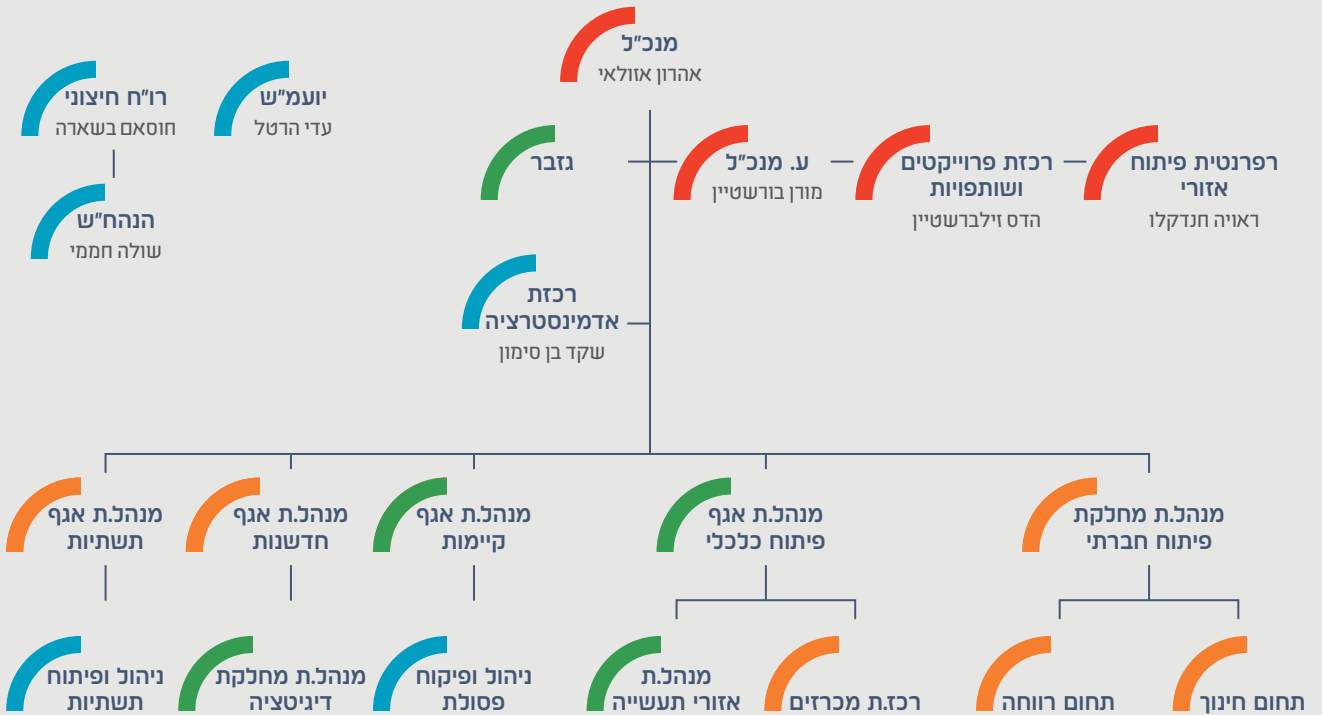 מנכ"ל
אהרון אזולאי
רו"ח חיצוני
חוסאם בשארה
יועמ"ש
עדי הרטל
הנהח"ש
שולה חממי
רפרנטית פיתוח
אזורי
ראויה חנדקלו
רכזת פרוייקטים
ושותפויות
הדס זילברשטיין
ע. מנכ"ל
מורן בורשטיין
גזבר
רכזת
אדמינסטרציה
שקד בן סימון
מנהל.ת מחלקת
פיתוח חברתי
מנהל.ת אגף
פיתוח כלכלי
מנהל.ת אגף
קיימות
מנהל.ת אגף
חדשנות
מנהל.ת אגף
תשתיות
תחום חינוך
תחום רווחה
רכז.ת מכרזים
מנהל.ת
אזורי תעשייה
ניהול ופיקוח
פסולת
מנהל.ת מחלקת
דיגיטציה
ניהול ופיתוח
תשתיות